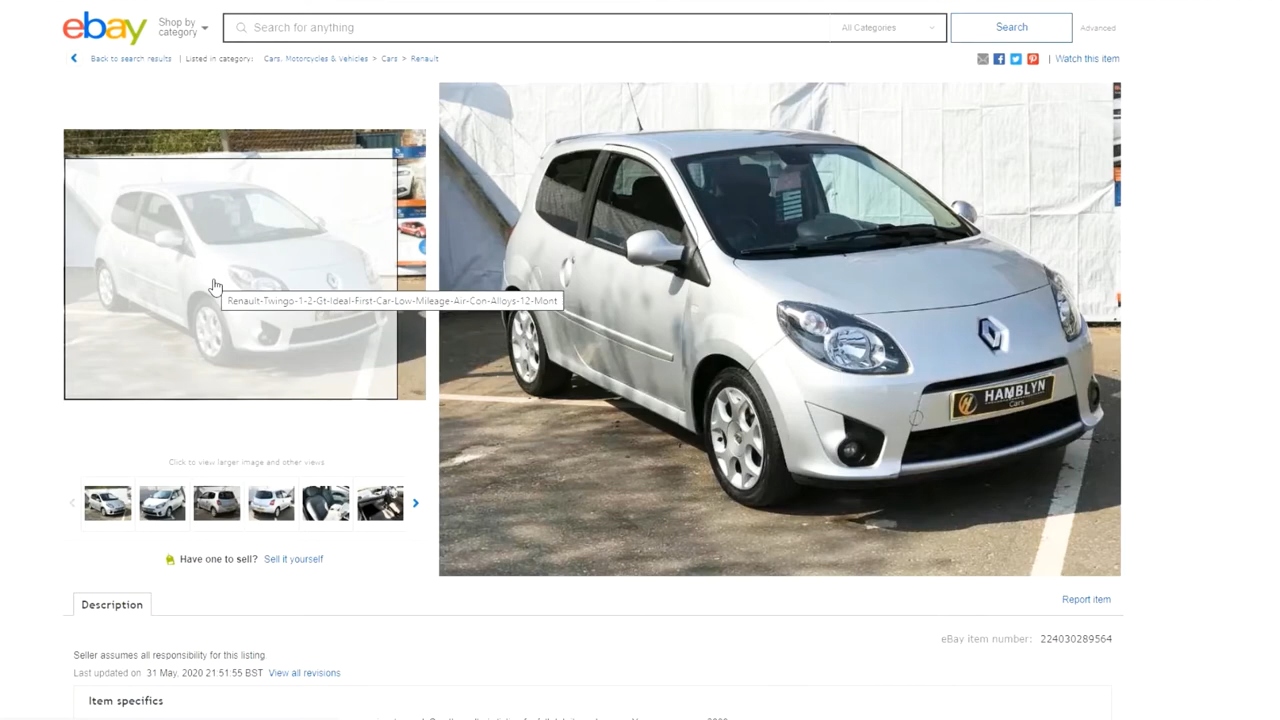 ebay
Shop by
category
Search for anything
All Categories
Search
Advanced
Back to search results | Listed in category: Cars, Motorcycles & Vehicles > Cars > Renault
| Watch this item
Renault-Twingo-1-2-Gt-Ideal-First-Car-Low-Mileage-Air-Con-Alloys-12-Mont
HAMBLYN
Cars
Click to view larger image and other views
Have one to sell? Sell it yourself
Description
Report item
eBay item number: 224030289564
Seller assumes all responsibility for this listing
Last updated on 31 May, 2020 21:51:55 BST View all revisions
Item specifics